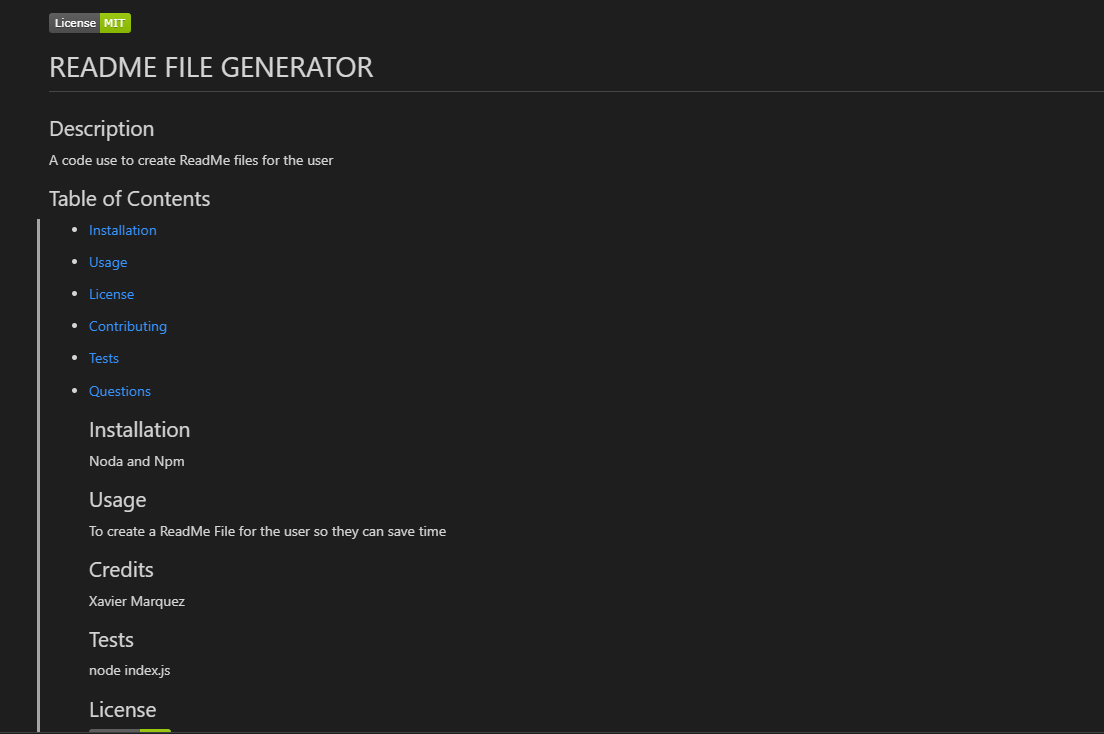 License MIT
README FILE GENERATOR
Description
A code use to create ReadMe files for the user
Table of Contents
Installation
Usage
License
Contributing
Tests
Questions
Installation
Noda and Npm
Usage
To create a ReadMe File for the user so they can save time
Credits
Xavier Marquez
Tests
node index.js
License